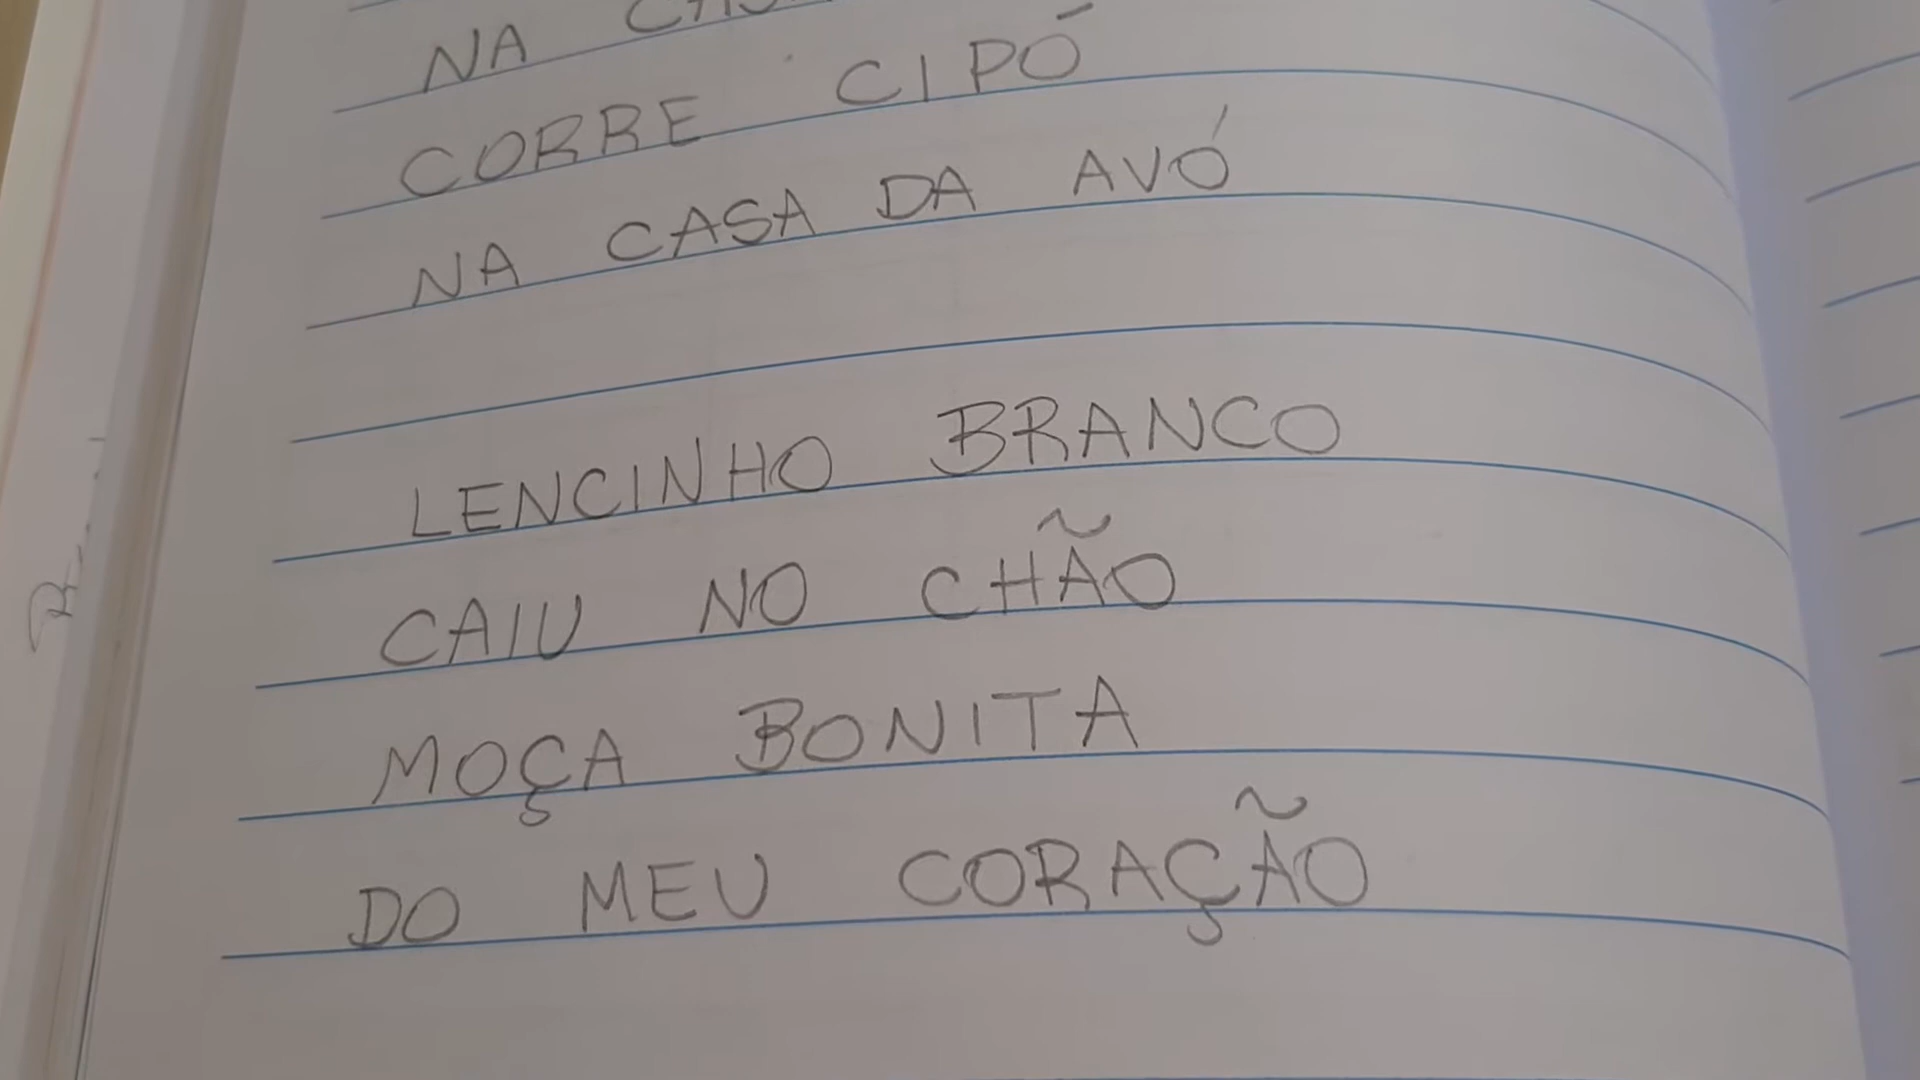 NA
CORRE CIPÓ
NA CASA DA AVÓ
LENCINHO BRANCO
CAIU NO CHÃO
MOÇA BONITA
DO MEU CORAÇÃO